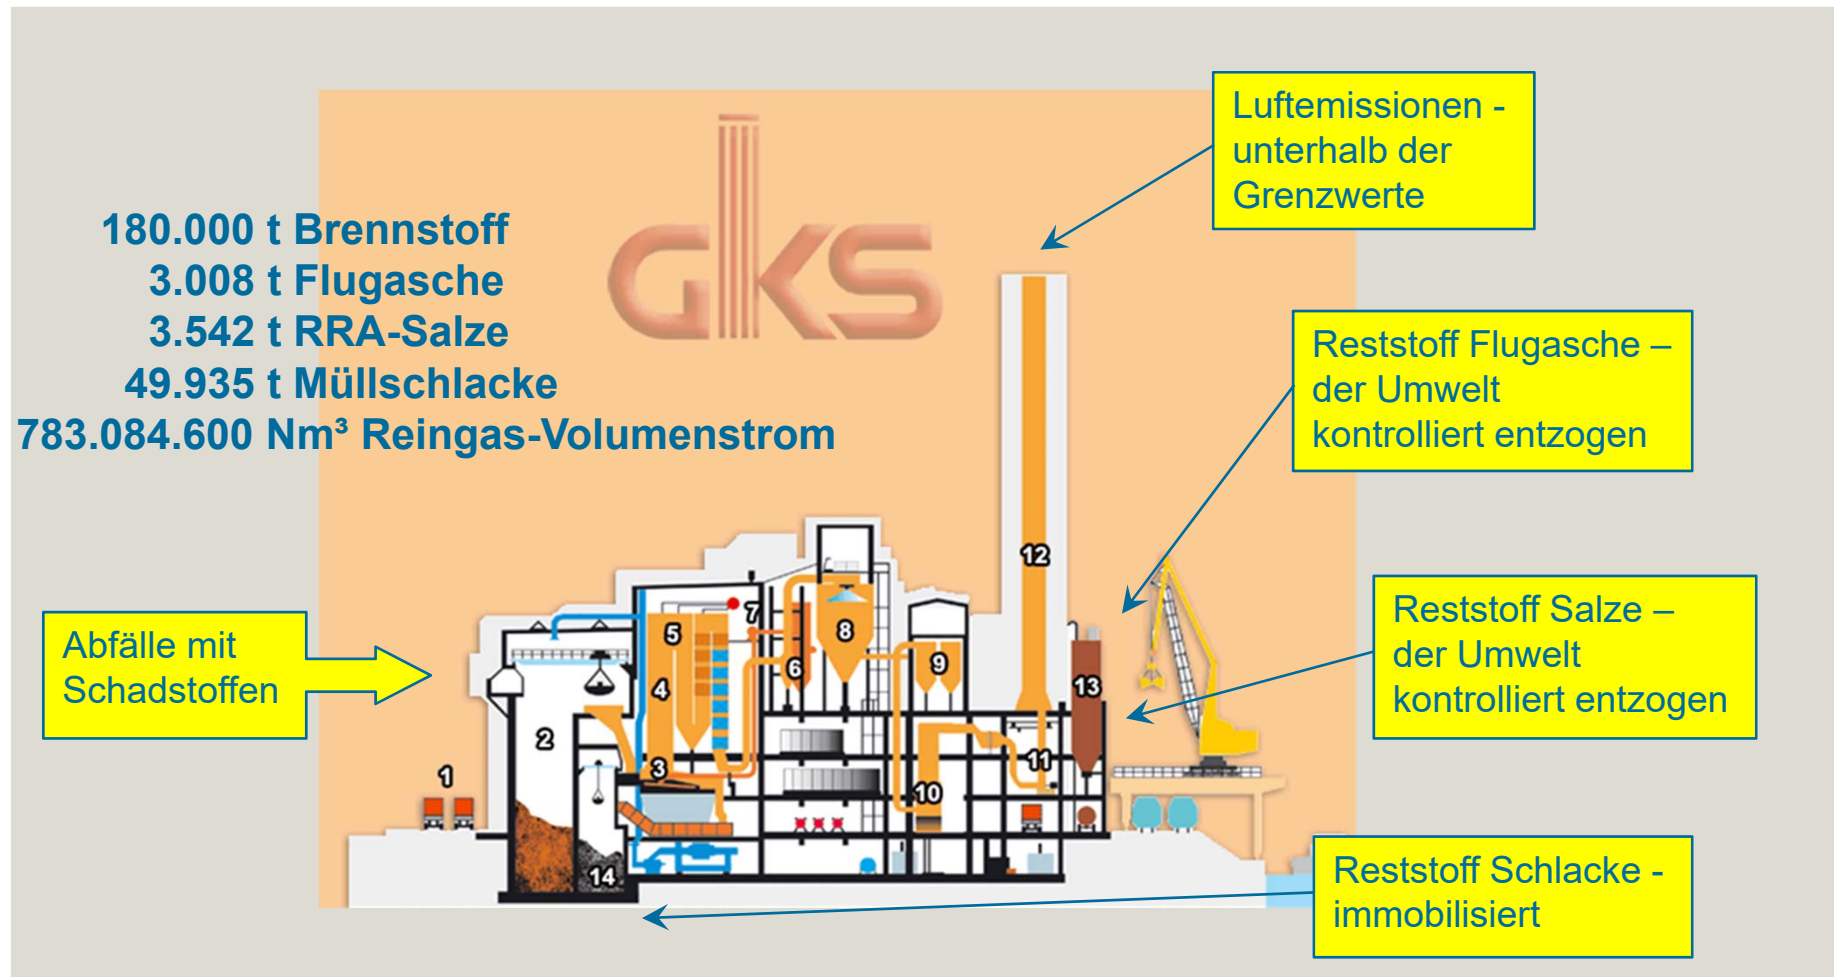 Luftemissionen -
unterhalb der
Grenzwerte
180.000 t Brennstoff
3.008 t Flugasche
3.542 t RRA-Salze
49.935 t Müllschlacke
783.084.600 Nm³ Reingas-Volumenstrom
GKS
Reststoff Flugasche –
der Umwelt
kontrolliert entzogen
Reststoff Salze –
der Umwelt
kontrolliert entzogen
Abfälle mit
Schadstoffen
Reststoff Schlacke -
immobilisiert
1
2
3
4
5
6
7
8
9
10
11
12
13
14